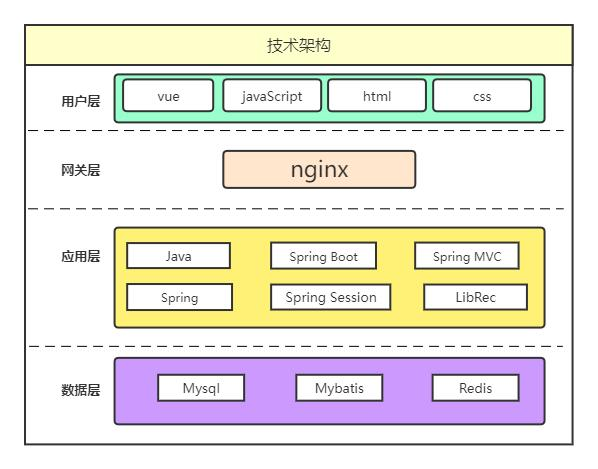 技术架构
用户层
vue javaScript html css
网关层
nginx
应用层
Java Spring Boot Spring MVC
Spring Spring Session LibRec
数据层
Mysql Mybatis Redis